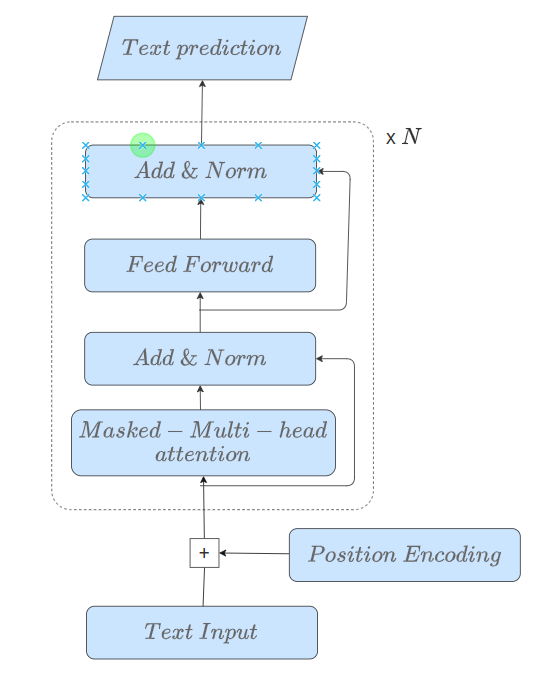 Text prediction
x N
Add & Norm
Feed Forward
Add & Norm
Masked – Multi – head
attention
+
Position Encoding
Text Input